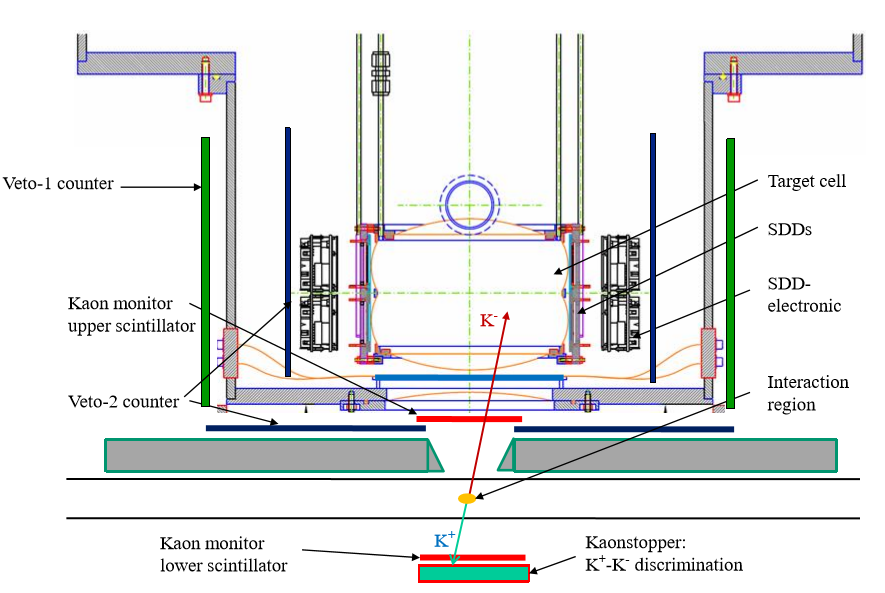 Veto-1 counter
Target cell
SDDs
SDD-
electronic
Kaon monitor
upper scintillator
K-
Veto-2 counter
Interaction
region
K+
Kaon monitor
lower scintillator
Kaonstopper:
K+-K- discrimination